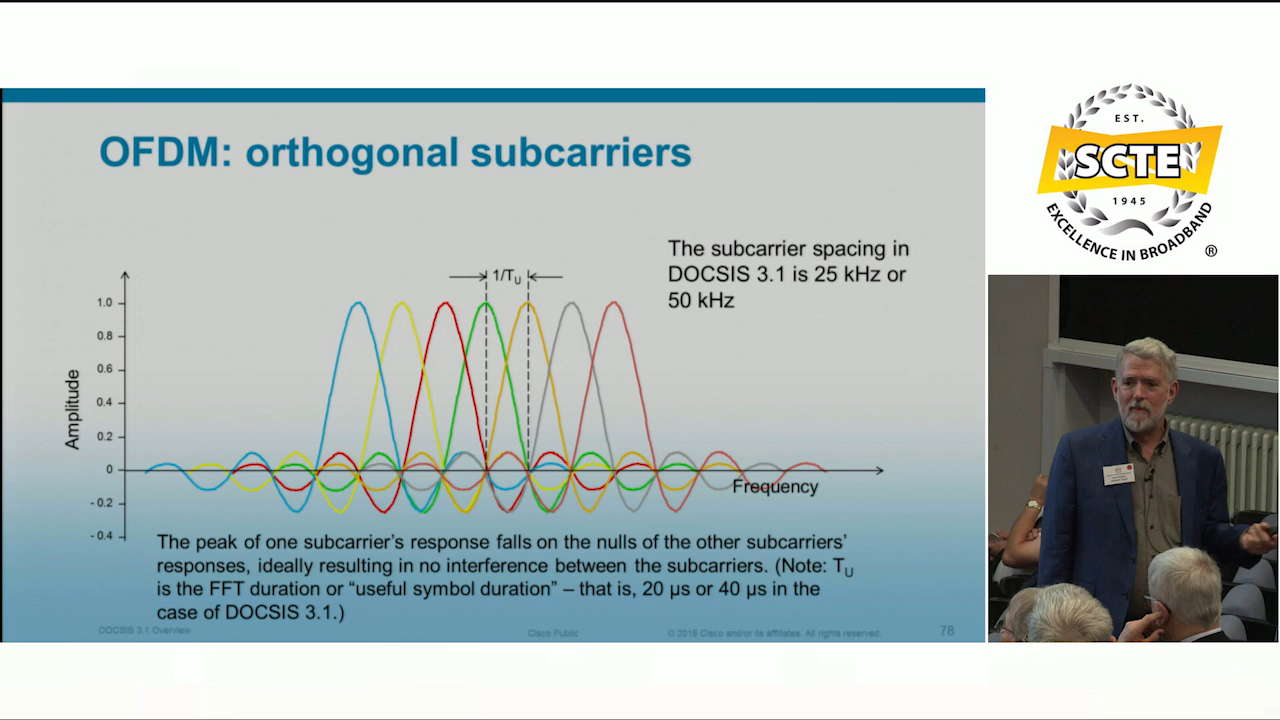 OFDM: orthogonal subcarriers
The subcarrier spacing in
DOCSIS 3.1 is 25 kHz or
50 kHz
1/TU
1.0
0.8
0.6
0.4
0.2
0
- 0.2
- 0.4
Amplitude
Frequency
The peak of one subcarrier’s response falls on the nulls of the other subcarriers’
responses, ideally resulting in no interference between the subcarriers. (Note: TU
is the FFT duration or “useful symbol duration” – that is, 20 µs or 40 µs in the
case of DOCSIS 3.1.)
DOCSIS 3.1 Overview
Cisco Public
© 2016 Cisco and/or its affiliates. All rights reserved.
78
EST.
SCTE
1945
EXCELLENCE IN BROADBAND
®